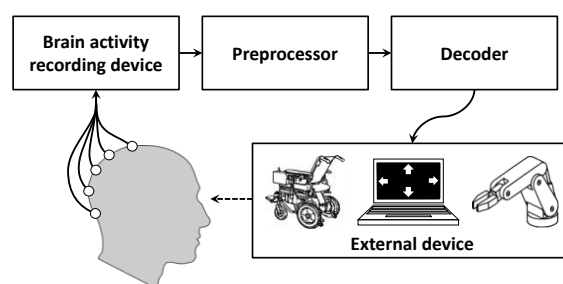 Brain activity
recording device
Preprocessor
Decoder
External device